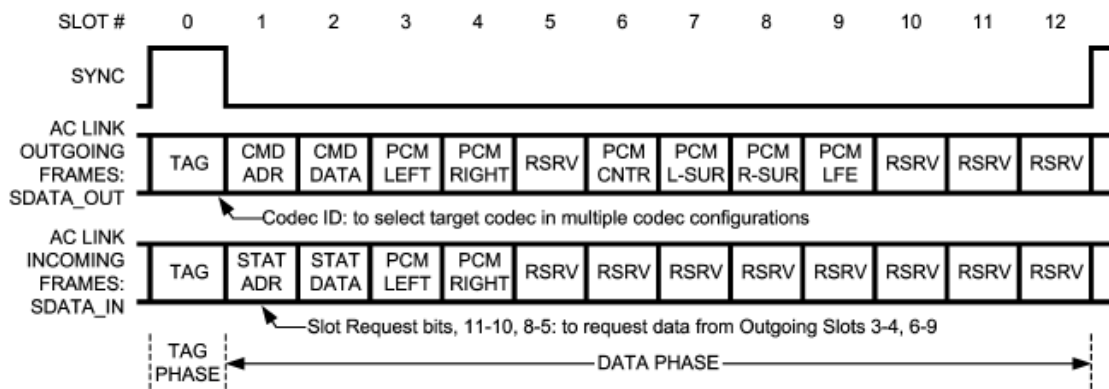 SLOT # 0 1 2 3 4 5 6 7 8 9 10 11 12
SYNC
AC LINK
OUTGOING
FRAMES:
SDATA_OUT
TAG CMD ADR CMD DATA PCM LEFT PCM RIGHT RSRV PCM CNTR PCM L-SUR PCM R-SUR PCM LFE RSRV RSRV RSRV
Codec ID: to select target codec in multiple codec configurations
AC LINK
INCOMING
FRAMES:
SDATA_IN
TAG STAT ADR STAT DATA PCM LEFT PCM RIGHT RSRV RSRV RSRV RSRV RSRV RSRV RSRV RSRV
Slot Request bits, 11-10, 8-5: to request data from Outgoing Slots 3-4, 6-9
TAG
PHASE
DATA PHASE